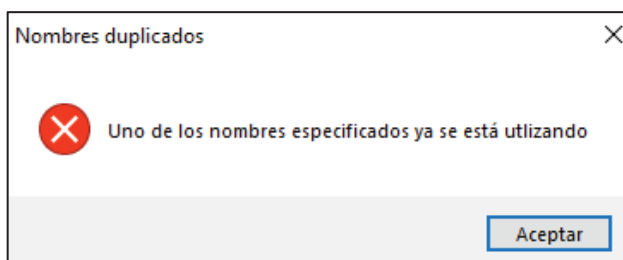 Nombres duplicados
Uno de los nombres especificados ya se está utlizando
Aceptar